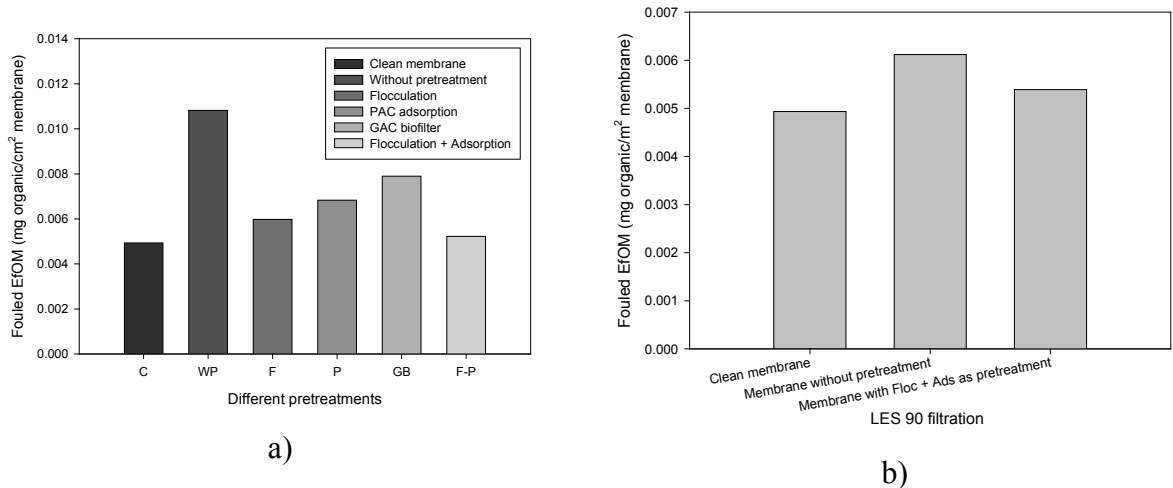 Fouled EfOM (mg organic/cm² membrane)
0.014
0.012
0.010
0.008
0.006
0.004
0.002
0.000
Clean membrane
Without pretreatment
Flocculation
PAC adsorption
GAC biofilter
Flocculation + Adsorption
C WP F P GB F-P
Different pretreatments
a)
Fouled EfOM (mg organic/m² membrane)
0.007
0.006
0.005
0.006
0.004
0.003
0.002
0.001
0.000
Clean membrane
Membrane without pretreatment
Membrane with Floc + Ads as pretreatment
LES 90 filtration
b)